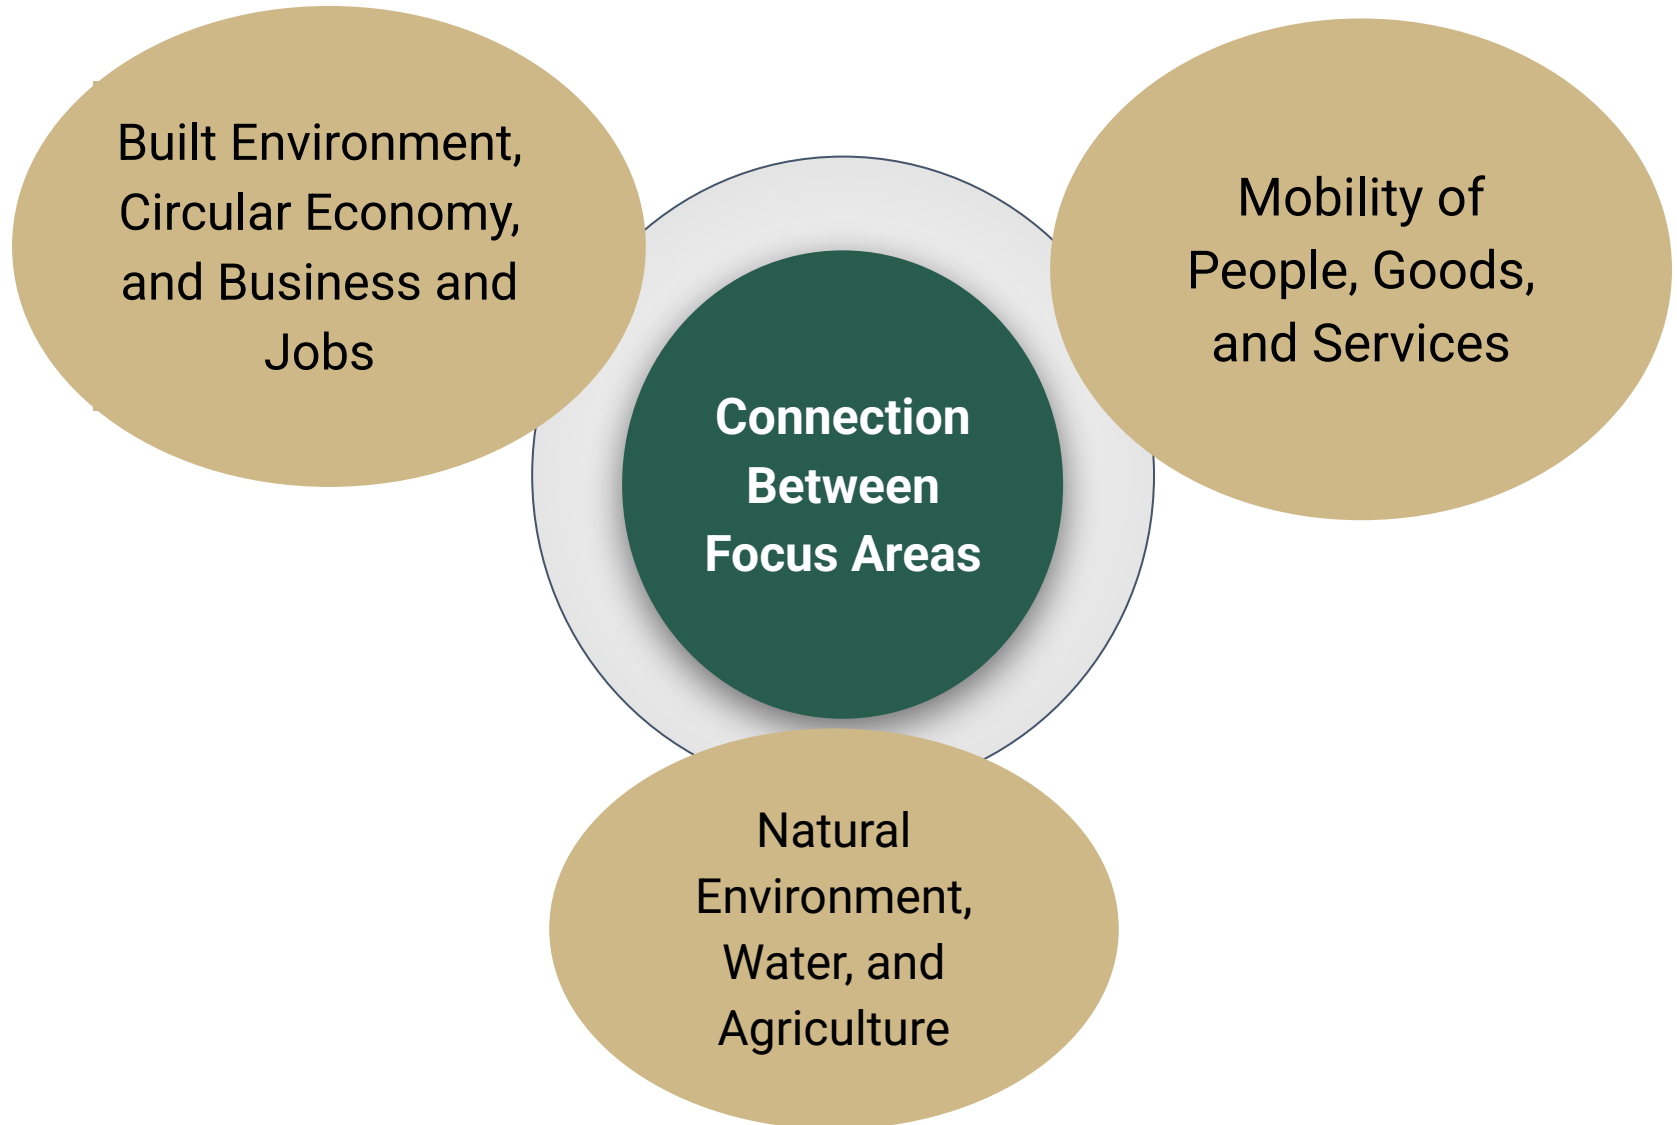 Built Environment,
Circular Economy,
and Business and
Jobs
Mobility of
People, Goods,
and Services
Connection
Between
Focus Areas
Natural
Environment,
Water, and
Agriculture